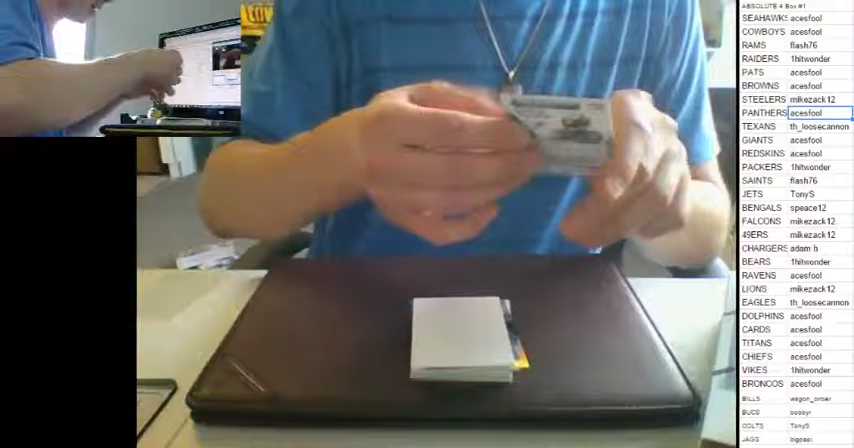 ABSOLUTE 4 Box #1
SEAHAWKS acesfool
COWBOYS acesfool
RAMS flash76
RAIDERS 1hitwonder
PATS acesfool
BROWNS acesfool
STEELERS mikezack12
PANTHERS acesfool
TEXANS th_loosecannon
GIANTS acesfool
REDSKINS acesfool
PACKERS 1hitwonder
SAINTS flash76
JETS TonyS
BENGALS speace12
FALCONS mikezack12
49ERS mikezack12
CHARGERS adam h
BEARS 1hitwonder
RAVENS acesfool
LIONS mikezack12
EAGLES th_loosecannon
DOLPHINS acesfool
CARDS acesfool
TITANS acesfool
CHIEFS acesfool
VIKES 1hitwonder
BRONCOS acesfool
BILLS
BUCS
COLTS TonyS
JAGS